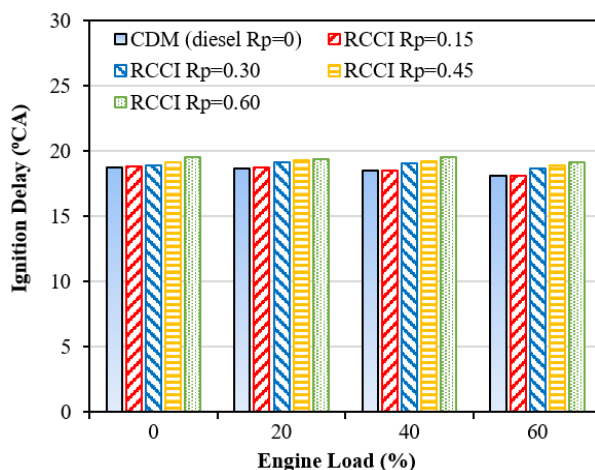 30
CDM (diesel Rp=0) RCCI Rp=0.15
25
RCCI Rp=0.30 RCCI Rp=0.45
RCCI Rp=0.60
20
15
10
5
0
Ignition Delay (ºCA)
0 20 40 60
Engine Load (%)